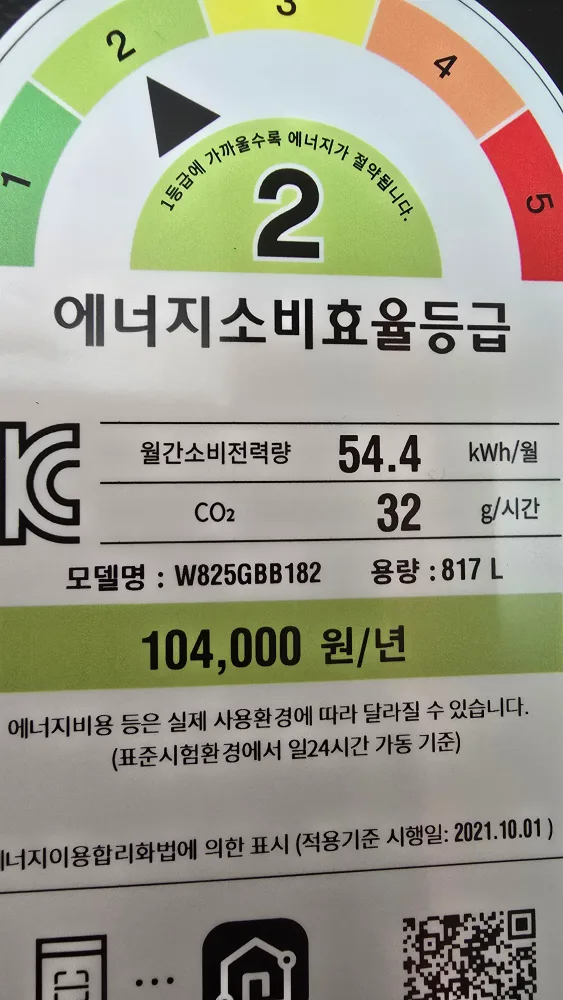 1
2
3
4
5
1등급에 가까울수록 에너지가 절약됩니다.
2
에너지소비효율등급
월간소비전력량 54.4 kWh/월
CO₂ 32 g/시간
모델명 : W825GBB182 용량 : 817 L
104,000 원/년
에너지비용 등은 실제 사용환경에 따라 달라질 수 있습니다.
(표준시험환경에서 일24시간 가동 기준)
에너지이용합리화법에 의한 표시 (적용기준 시행일: 2021.10.01 )